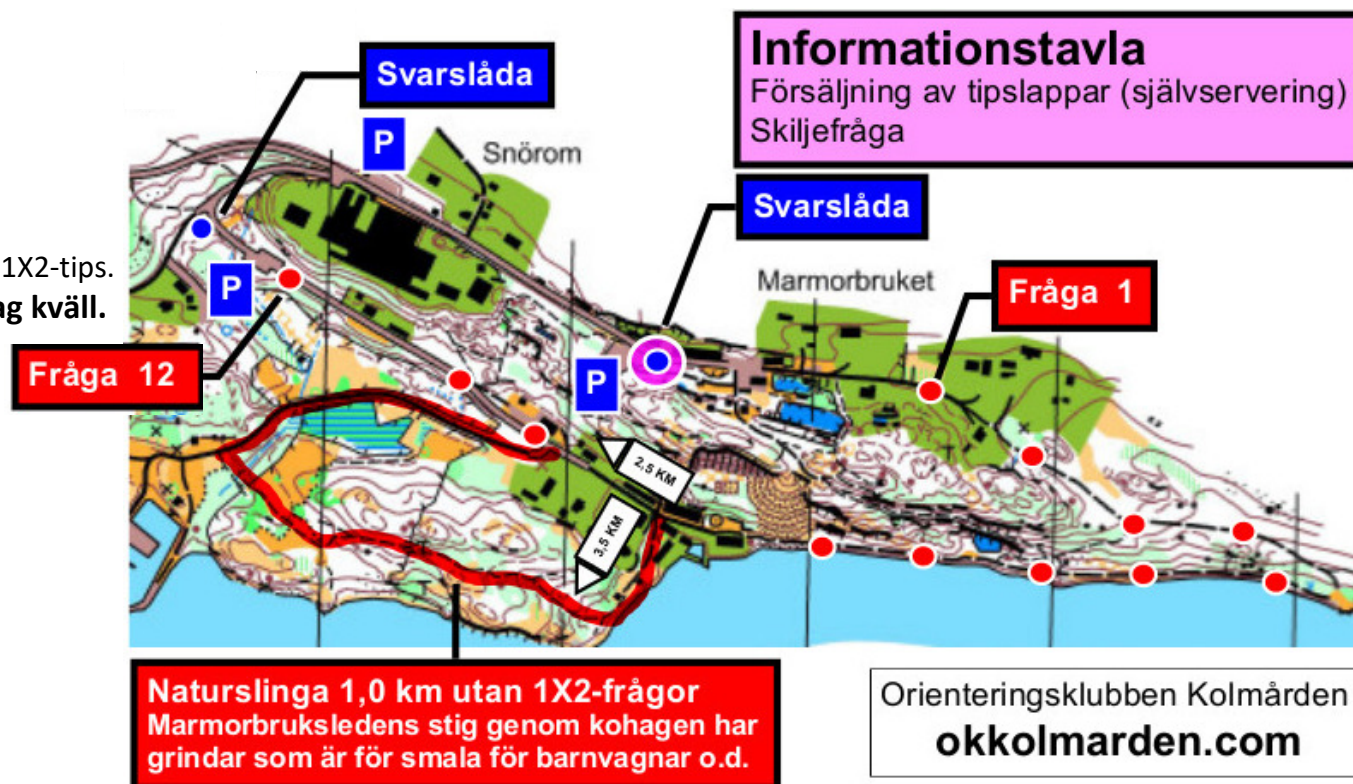 Svarslåda
Informationstavla
Försäljning av tipslappar (självservering)
Skiljefråga
P
Snörom
Svarslåda
1X2-tips.
ag kväll.
P
Marmorbruket
Fråga 1
Fråga 12
P
2,5 KM
3,5 KM
Naturslinga 1,0 km utan 1X2-frågor
Marmorbruksledens stig genom kohagen har
grindar som är för smala för barnvagnar o.d.
Orienteringsklubben Kolmården
okkolmarden.com